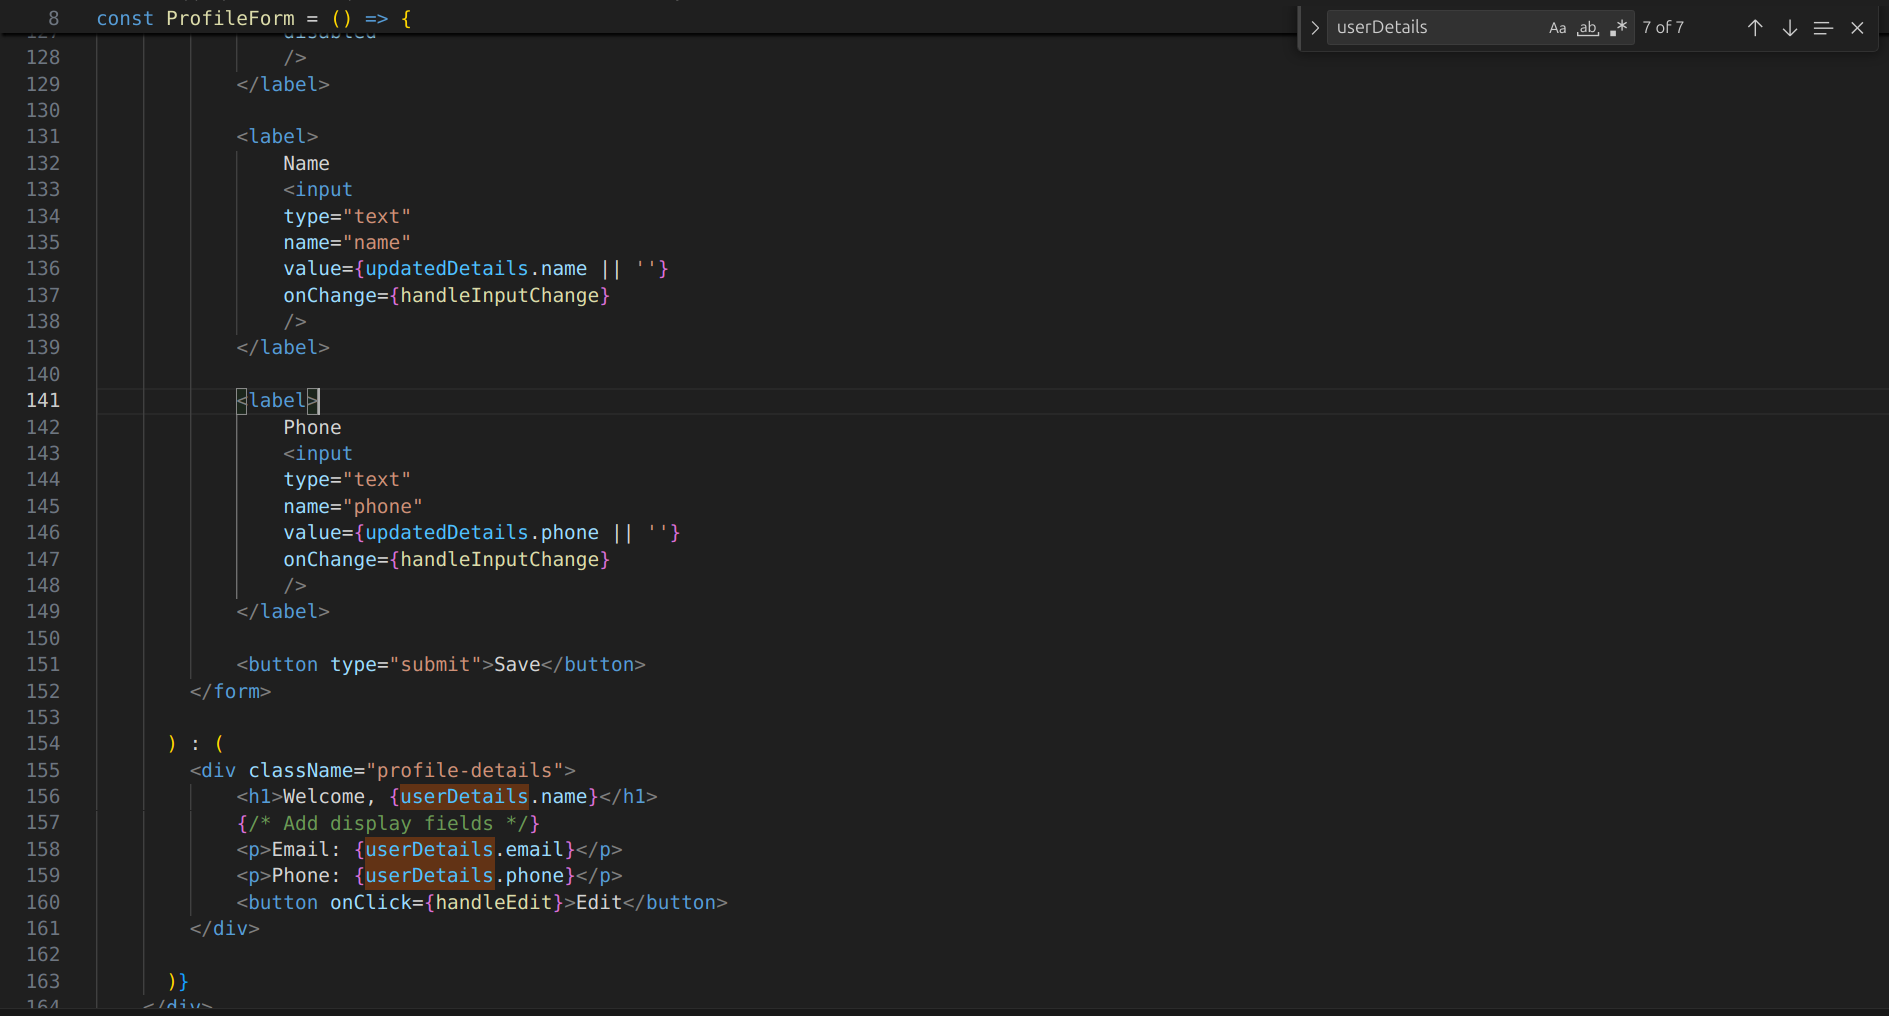 8 const ProfileForm = () => {
userDetails Aa ab .* 7 of 7
127 disabled
128 />
129 </label>
130
131 <label>
132 Name
133 <input
134 type="text"
135 name="name"
136 value={updatedDetails.name || ''}
137 onChange={handleInputChange}
138 />
139 </label>
140
141 <label>
142 Phone
143 <input
144 type="text"
145 name="phone"
146 value={updatedDetails.phone || ''}
147 onChange={handleInputChange}
148 />
149 </label>
150
151 <button type="submit">Save</button>
152 </form>
153
154 ) : (
155 <div className="profile-details">
156 <h1>Welcome, {userDetails.name}</h1>
157 {/* Add display fields */}
158 <p>Email: {userDetails.email}</p>
159 <p>Phone: {userDetails.phone}</p>
160 <button onClick={handleEdit}>Edit</button>
161 </div>
162
163 )}
164 </div>